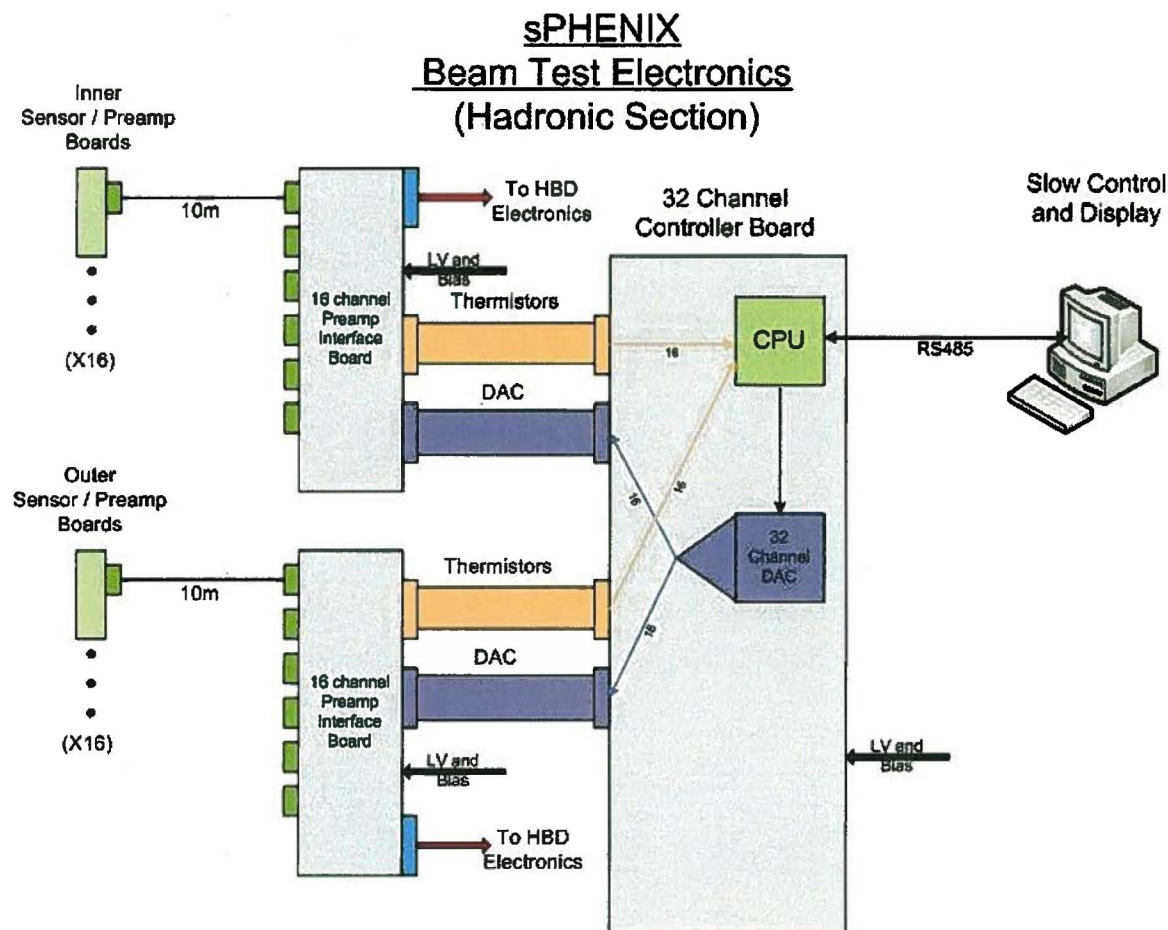 sPHENIX
Beam Test Electronics
(Hadronic Section)
Inner
Sensor / Preamp
Boards
10m
(X16)
16 channel
Preamp
Interface
Board
To HBD
Electronics
LV and
Bias
Thermistors
DAC
32 Channel
Controller Board
CPU
16
16
16
16
32
Channel
DAC
RS485
Slow Control
and Display
Outer
Sensor / Preamp
Boards
10m
(X16)
16 channel
Preamp
Interface
Board
Thermistors
DAC
LV and
Bias
To HBD
Electronics
LV and
Bias